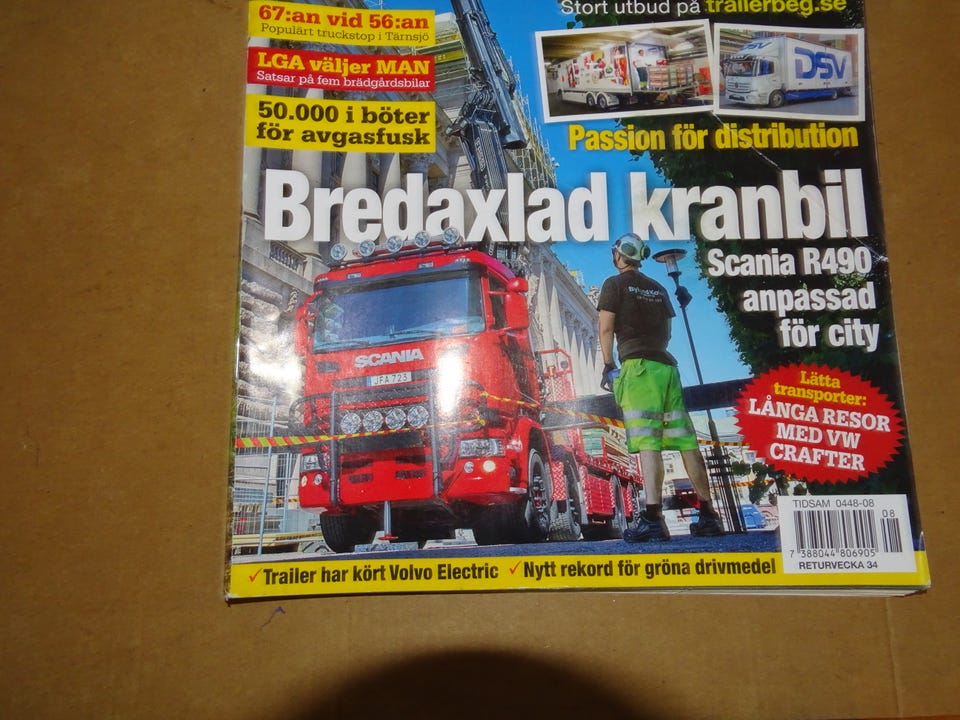 Stort utbud på trailerbeg.se
67:an vid 56:an
Populärt truckstop i Tärnsjö
LGA väljer MAN
Satsar på fem brädgårdsbilar
50.000 i böter
för avgasfusk
DSV
Passion för distribution
Bredaxlad kranbil
Scania R490
anpassad
för city
SCANIA
JFA 723
Lätta
transporter:
LÅNGA RESOR
MED VW
CRAFTER
TIDSAM 0448-08
08
7 388044 806905
RETURVECKA 34
✓Trailer har kört Volvo Electric ✓Nytt rekord för gröna drivmedel